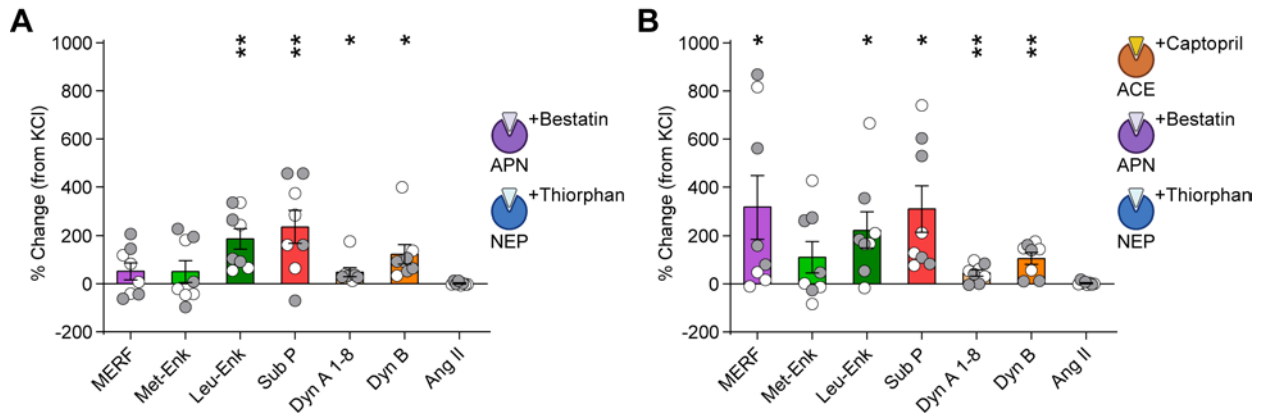 A
% Change (from KCl)
1000
800
600
400
200
0
-200
** ** * *
MERF
Met-Enk
Leu-Enk
Sub P
Dyn A 1-8
Dyn B
Ang II
+Bestatin
APN
+Thiorphan
NEP
B
% Change (from KCl)
1000
800
600
400
200
0
-200
* * * ** **
MERF
Met-Enk
Leu-Enk
Sub P
Dyn A 1-8
Dyn B
Ang II
+Captopril
ACE
+Bestatin
APN
+Thiorphan
NEP